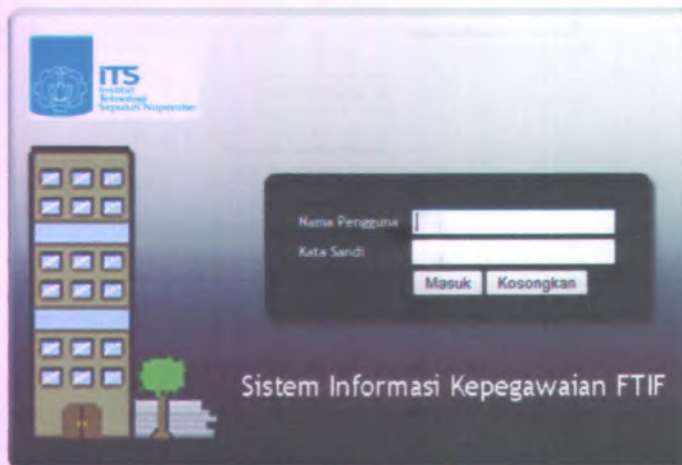 ITS
Institut
Teknologi
Sepuluh Nopember
Nama Pengguna
Kata Sandi
Masuk Kosongkan
Sistem Informasi Kepegawaian FTIF